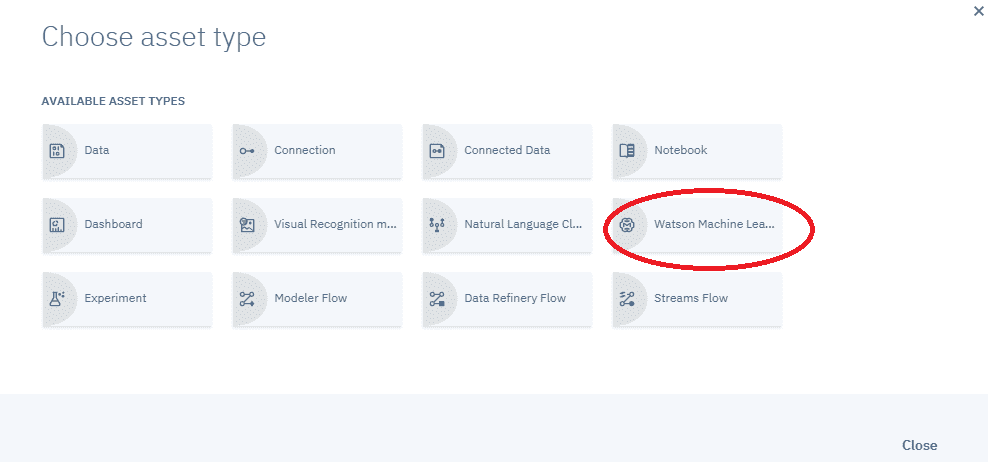 Choose asset type
AVAILABLE ASSET TYPES
Data
Connection
Connected Data
Notebook
Dashboard
Visual Recognition m...
Natural Language Cl...
Watson Machine Lea...
Experiment
Modeler Flow
Data Refinery Flow
Streams Flow
Close